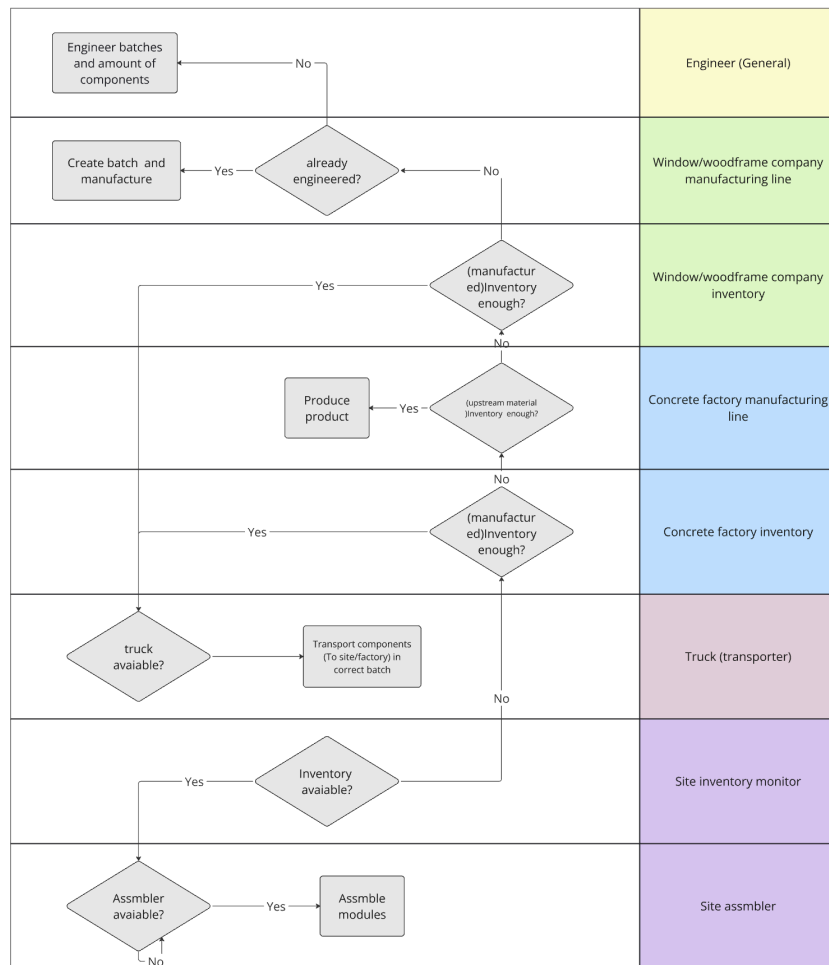 Engineer batches
and amount of
components
No
Engineer (General)
Create batch and
manufacture
Yes
already
engineered?
No
Window/woodframe company
manufacturing line
Yes
(manufactur
ed)Inventory
enough?
Window/woodframe company
inventory
No
Produce
product
Yes
(upstream material
)Inventory enough?
Concrete factory manufacturing
line
No
Yes
(manufactur
ed)Inventory
enough?
Concrete factory inventory
truck
avaiable?
Transport components
(To site/factory) in
correct batch
Truck (transporter)
No
Yes
Inventory
avaiable?
Site inventory monitor
Assmbler
avaiable?
Yes
Assmble
modules
Site assmbler
No